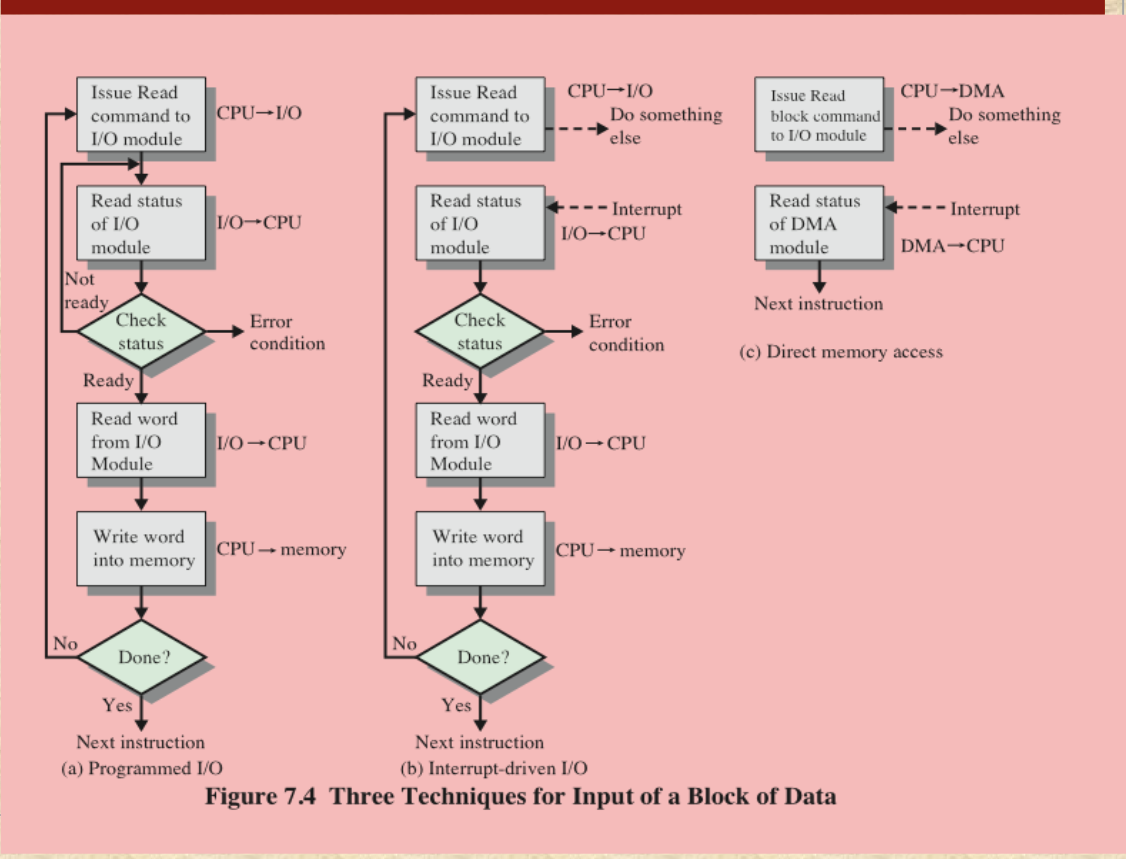 Issue Read
command to
I/O module
CPU→I/O
Read status
of I/O
module
I/O→CPU
Not
ready
Check
status
Error
condition
Ready
Read word
from I/O
Module
I/O→CPU
Write word
into memory
CPU→memory
No
Done?
Yes
Next instruction
(a) Programmed I/O
Issue Read
command to
I/O module
CPU→I/O
Do something
else
Read status
of I/O
module
Interrupt
I/O→CPU
Check
status
Error
condition
Ready
Read word
from I/O
Module
I/O→CPU
Write word
into memory
CPU→memory
No
Done?
Yes
Next instruction
(b) Interrupt-driven I/O
Issue Read
block command
to I/O module
CPU→DMA
Do something
else
Read status
of DMA
module
Interrupt
DMA→CPU
Next instruction
(c) Direct memory access
Figure 7.4 Three Techniques for Input of a Block of Data